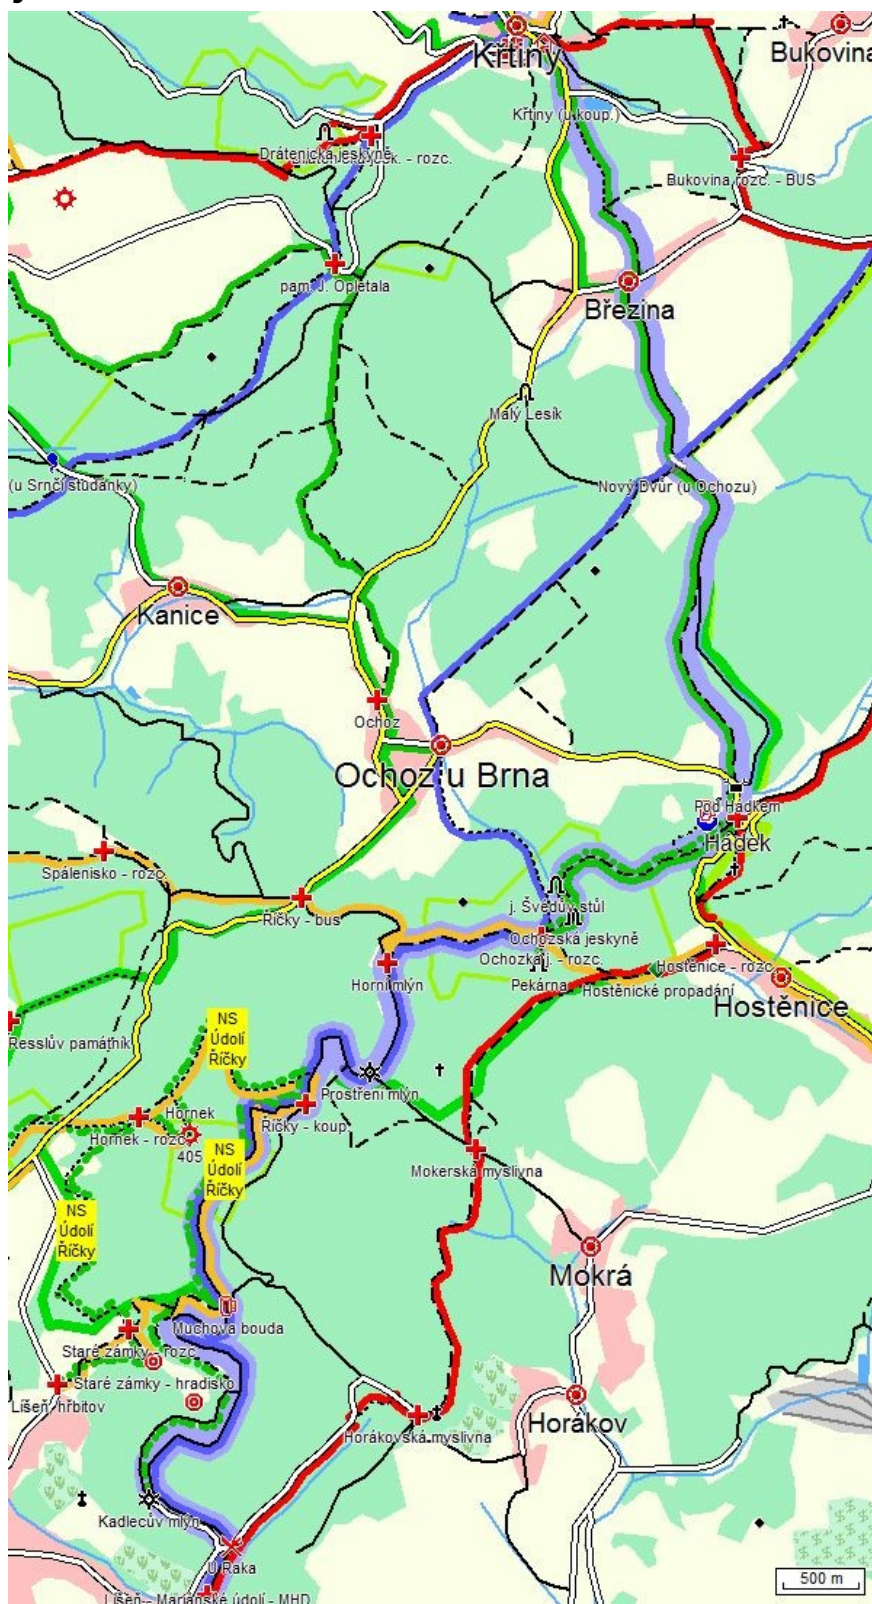 Křtiny
Bukovina
Křtiny (u koup.)
Drátenická jeskyně
k. - rozc.
Bukovina rozc. - BUS
pam. J. Opletala
Březina
Malý Lesík
(u Srnčí studánky)
Nový Dvůr (u Ochozu)
Kanice
Ochoz
Ochoz u Brna
Pod Hádkem
Hádek
Spálenisko - rozc.
j. Švédův stůl
Říčky - bus
Ochozská jeskyně
Ochozká j. - rozc.
Hostěnice - rozc.
Horní mlýn
Pekárna
Hostěnické propadání
Hostěnice
NS
Údolí
Říčky
Resslův památník
Prostření mlýn
Hornek
Říčky - koup.
Hornek - rozc.
405
NS
Údolí
Říčky
Mokerská myslivna
NS
Údolí
Říčky
Mokrá
Muchova bouda
Staré zámky - rozc.
Staré zámky - hradisko
Líšeň, hřbitov
Horákov
Horákovská myslivna
Kadlecův mlýn
U Raka
500 m
Líšeň - Mariánské údolí - MHD